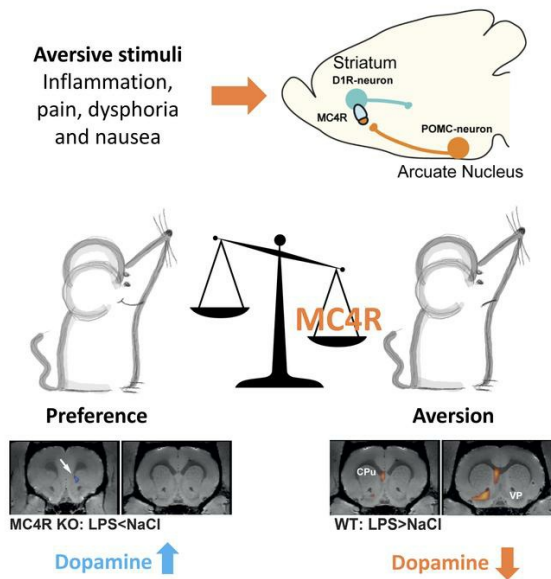 Aversive stimuli
Inflammation,
pain, dysphoria
and nausea
Striatum
D1R-neuron
MC4R
POMC-neuron
Arcuate Nucleus
MC4R
Preference
Aversion
CPu
VP
MC4R KO: LPS<NaCl
WT: LPS>NaCl
Dopamine
Dopamine